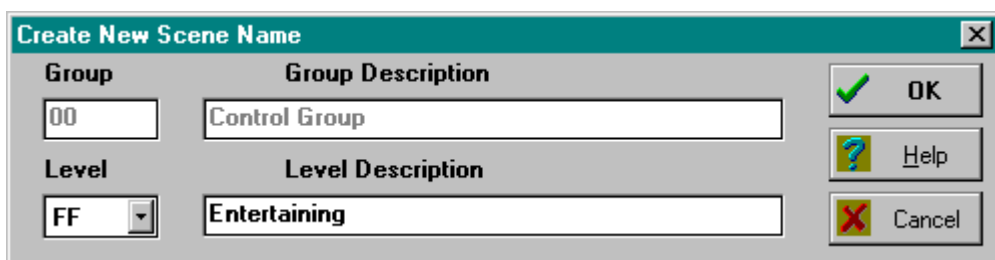 Create New Scene Name
Group Group Description
00 Control Group
Level Level Description
FF Entertaining
OK
Help
Cancel